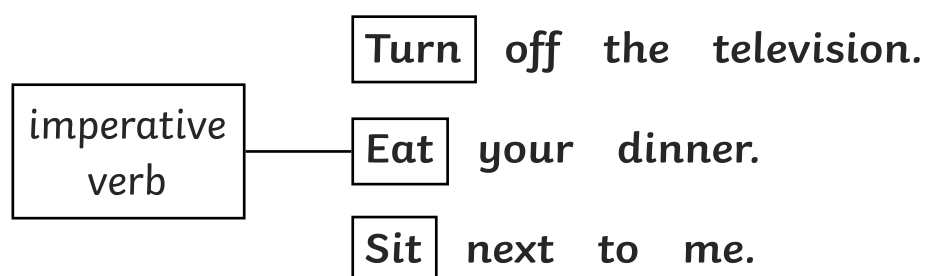 Turn off the television.
imperative
verb
Eat your dinner.
Sit next to me.